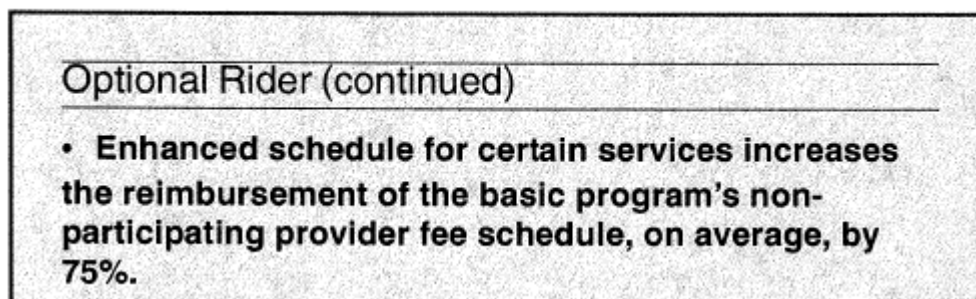 Optional Rider (continued)
• Enhanced schedule for certain services increases
the reimbursement of the basic program's non-
participating provider fee schedule, on average, by
75%.